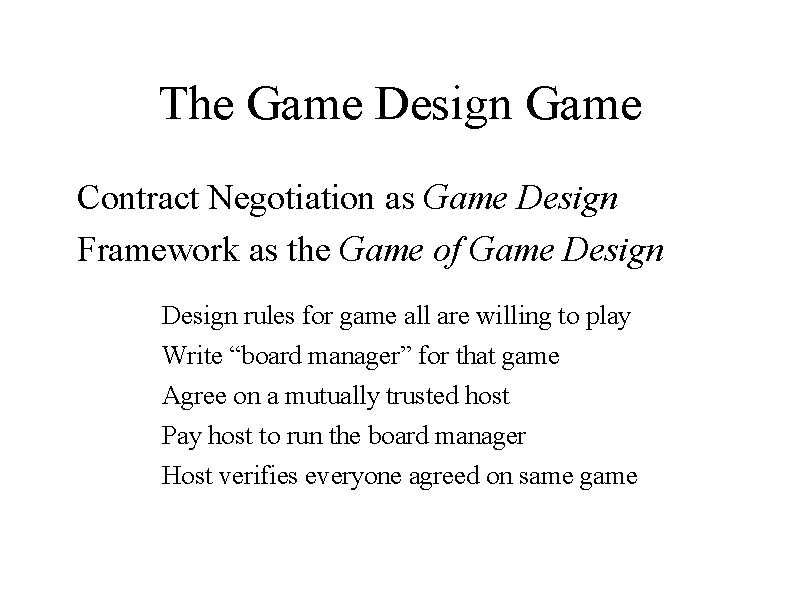 The Game Design Game
Contract Negotiation as Game Design
Framework as the Game of Game Design
Design rules for game all are willing to play
Write “board manager” for that game
Agree on a mutually trusted host
Pay host to run the board manager
Host verifies everyone agreed on same game